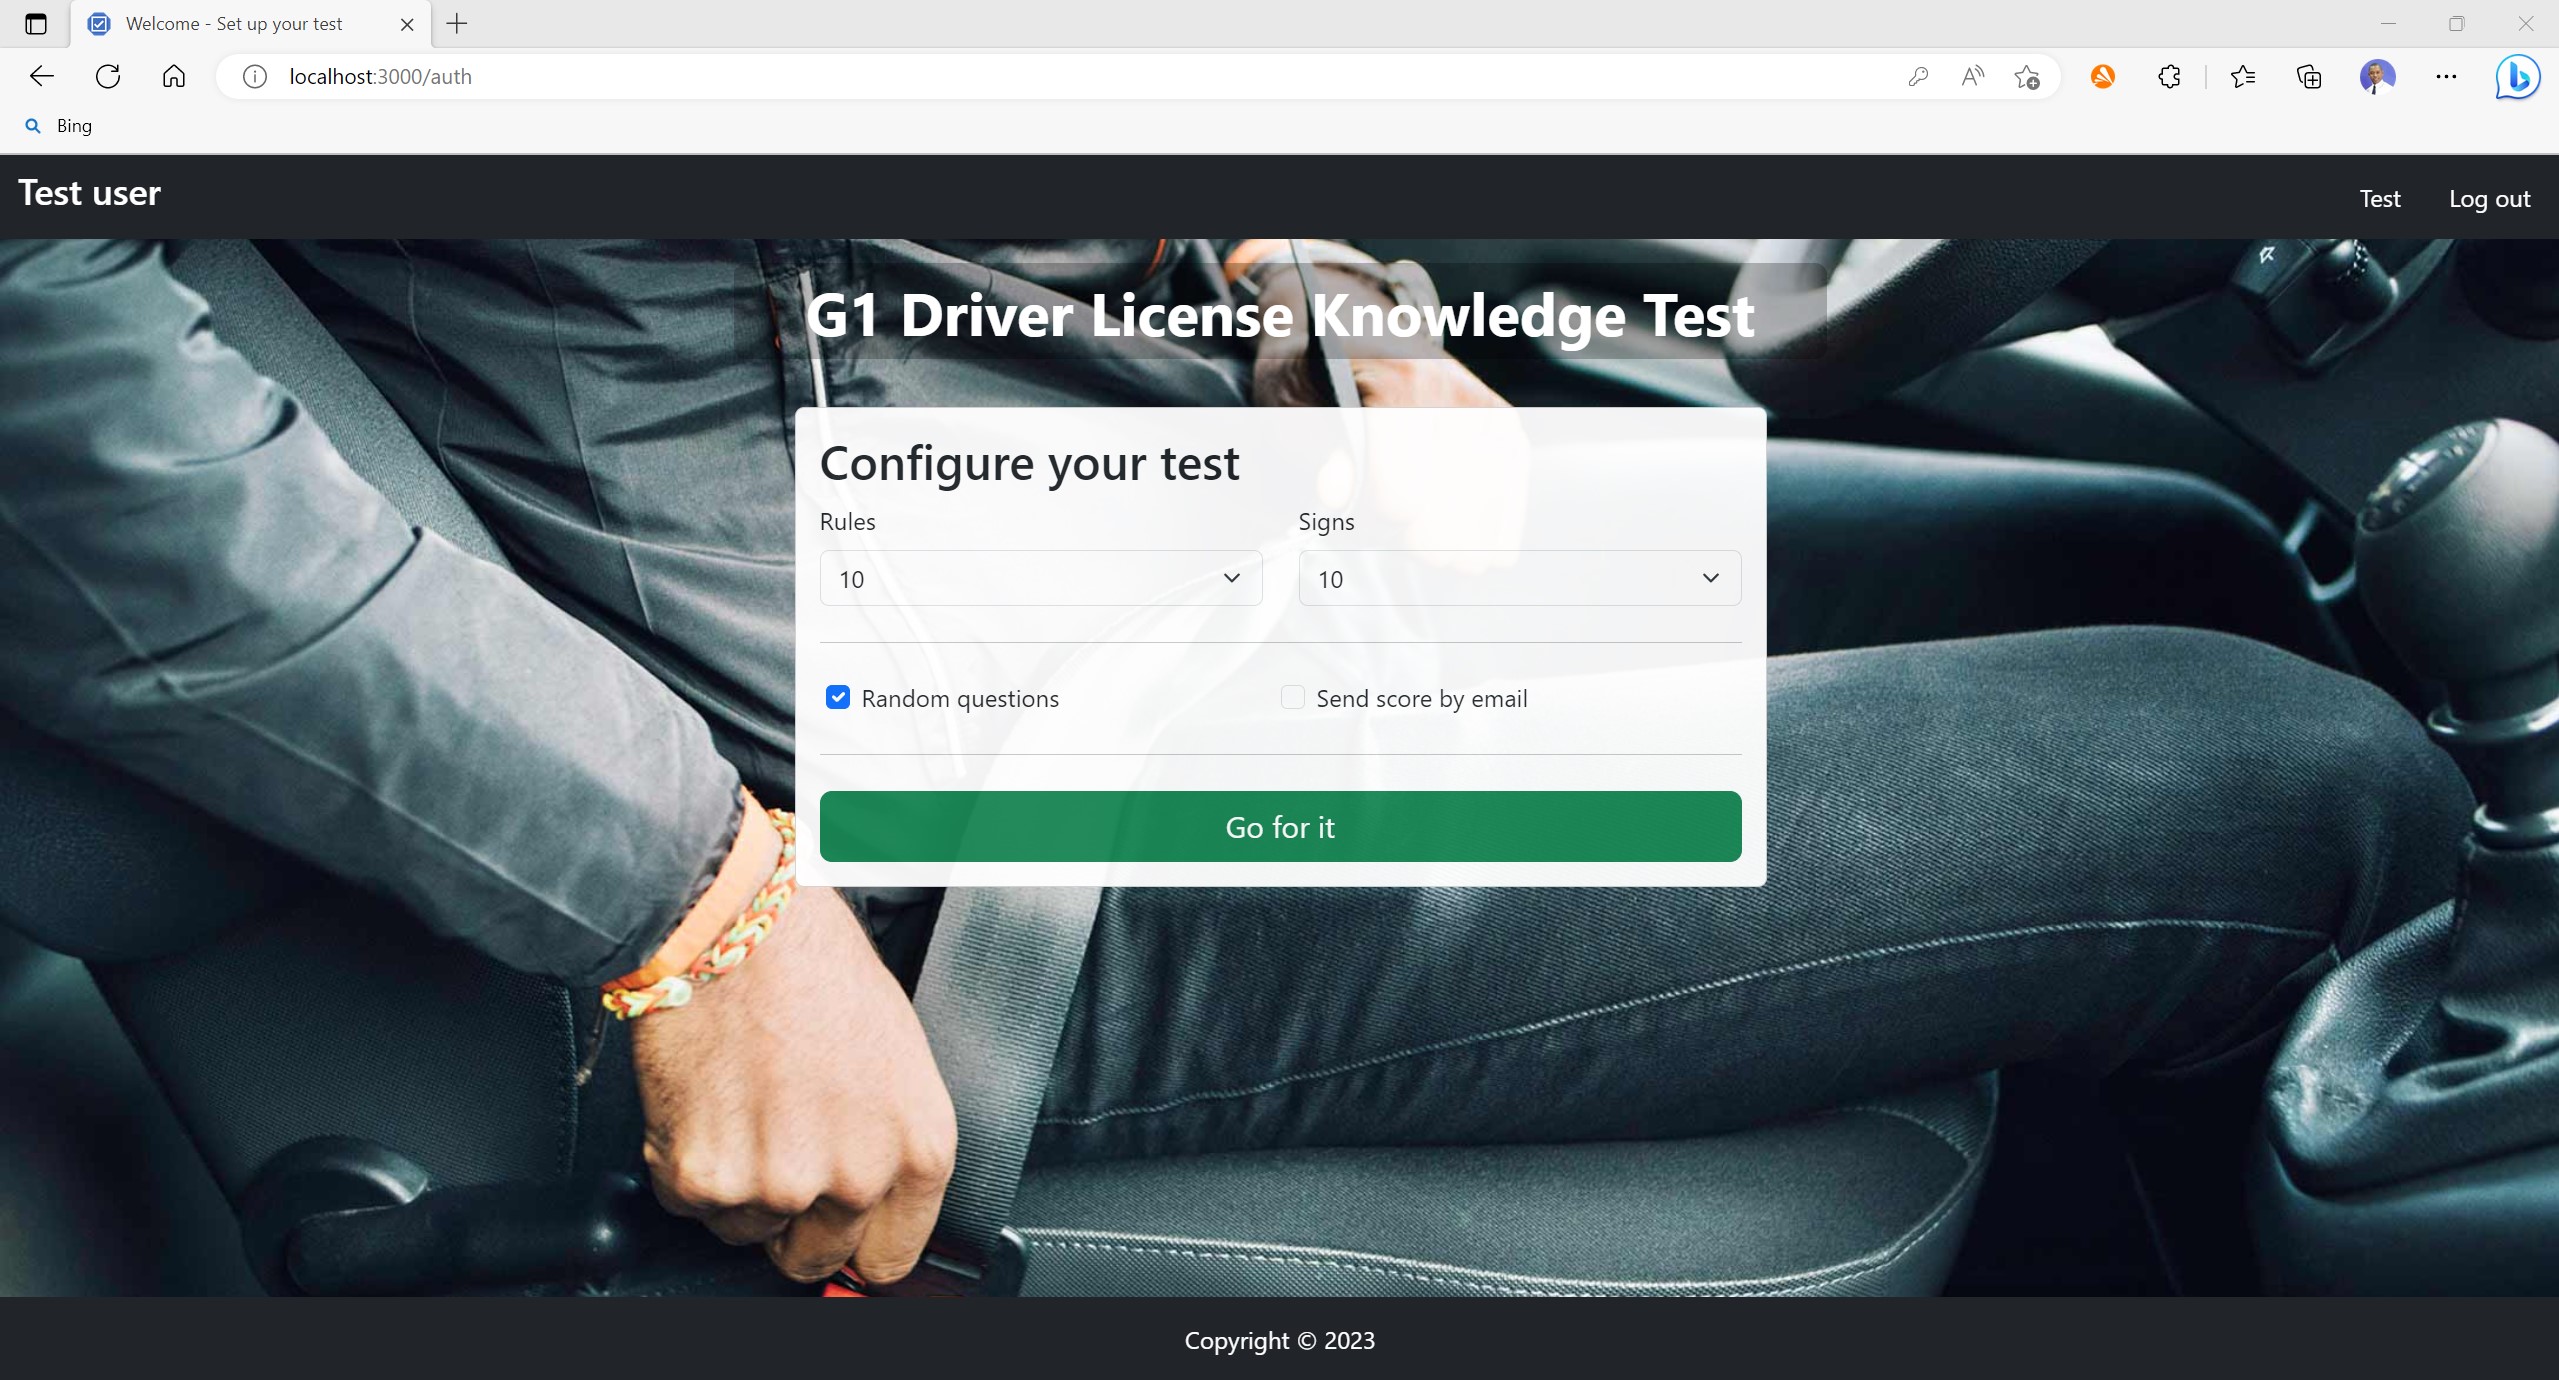 Welcome - Set up your test
localhost:3000/auth
Bing
Test user
Test
Log out
G1 Driver License Knowledge Test
Configure your test
Rules
Signs
10
10
Random questions
Send score by email
Go for it
Copyright © 2023